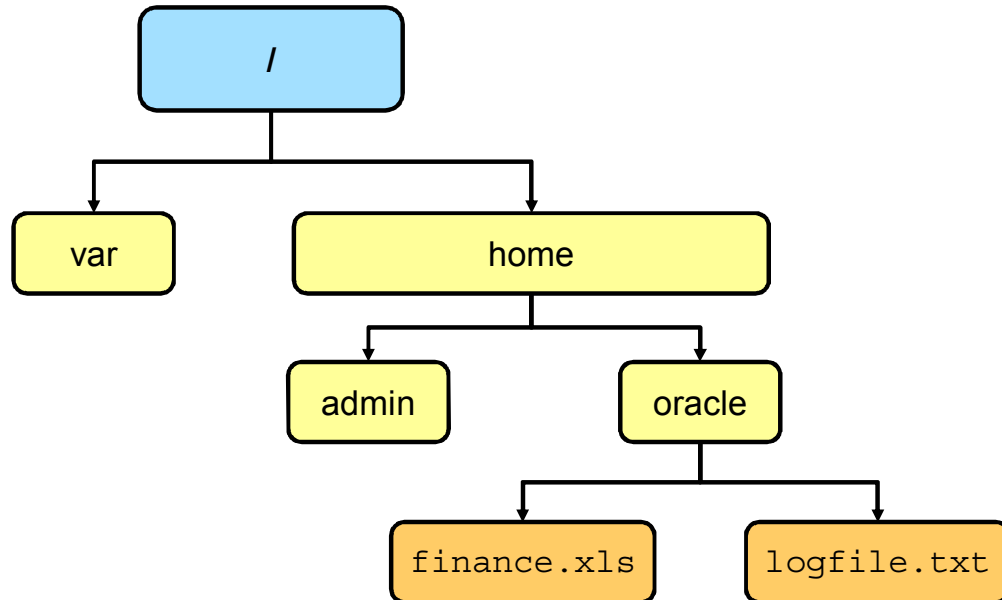 /
var
home
admin
oracle
finance.xls
logfile.txt